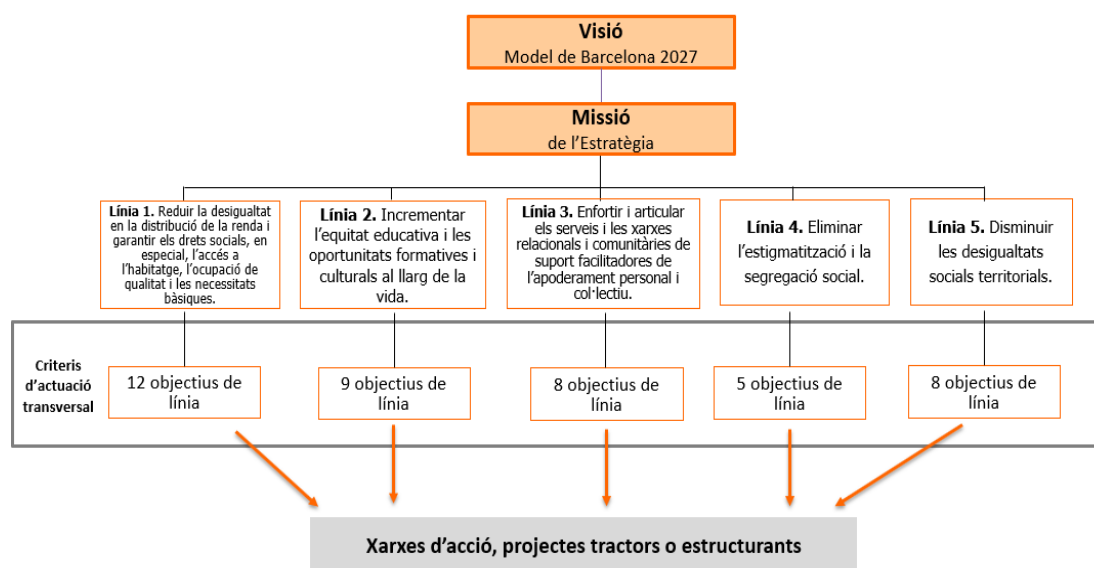 Visió
Model de Barcelona 2027
Missió
de l’Estratègia
Línia 1. Reduir la desigualtat
en la distribució de la renda i
garantir els drets socials, en
especial, l’accés a
l’habitatge, l’ocupació de
qualitat i les necessitats
bàsiques.
Línia 2. Incrementar
l’equitat educativa i les
oportunitats formatives i
culturals al llarg de la
vida.
Línia 3. Enfortir i articular
els serveis i les xarxes
relacionals i comunitàries de
suport facilitadores de
l’apoderament personal i
col·lectiu.
Línia 4. Eliminar
l’estigmatització i la
segregació social.
Línia 5. Disminuir
les desigualtats
socials territorials.
Criteris
d’actuació
transversal
12 objectius de
línia
9 objectius de
línia
8 objectius de
línia
5 objectius de
línia
8 objectius de
línia
Xarxes d’acció, projectes tractors o estructurants